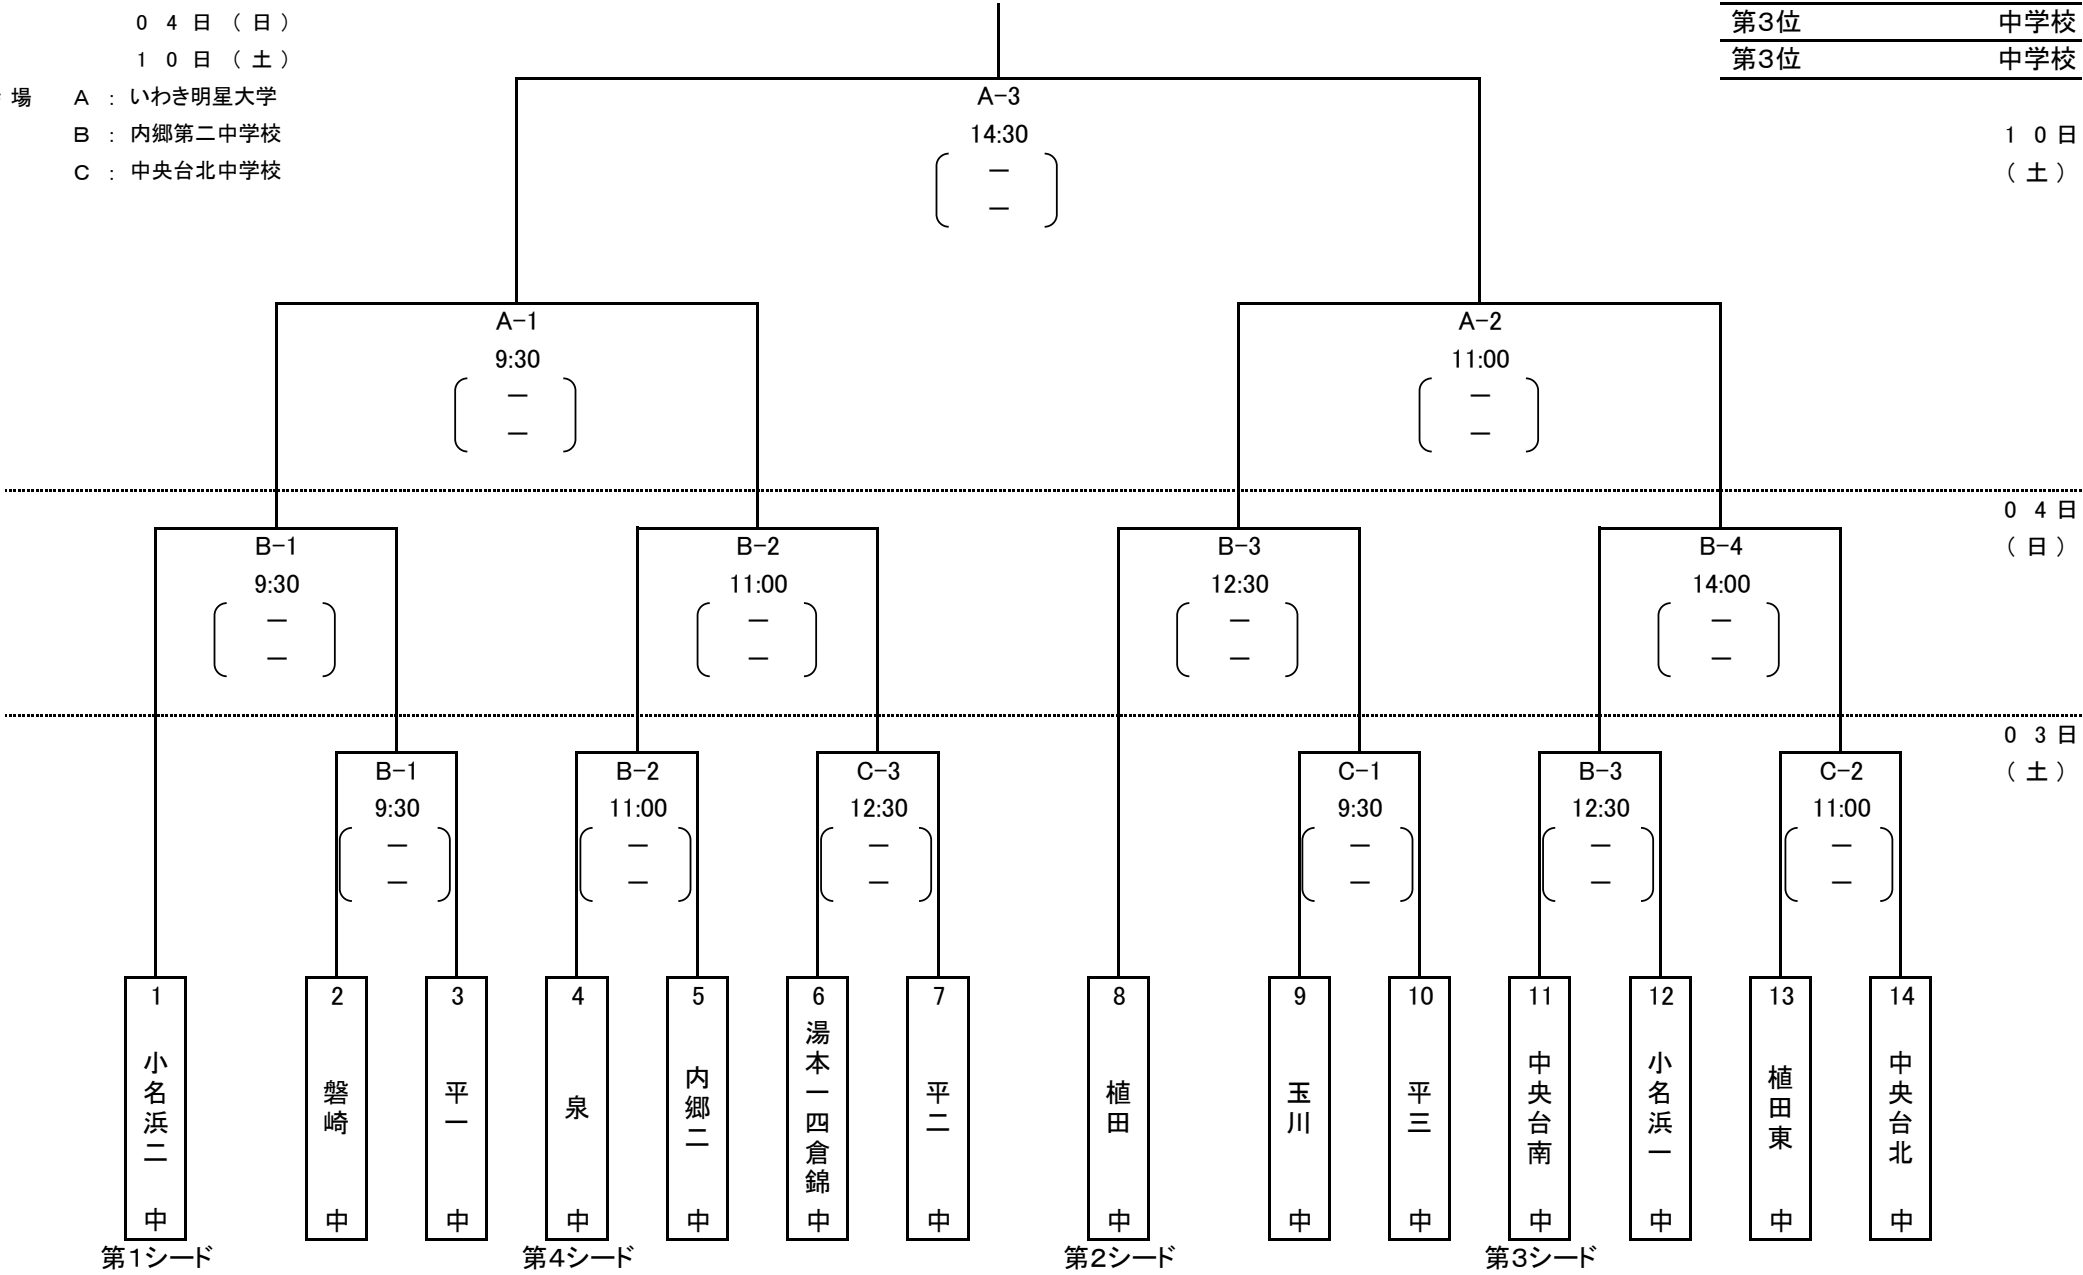 ０４日（日）
第3位 中学校
１０日（土）
第3位 中学校
場 A : いわき明星大学
A-3
B : 内郷第二中学校
14:30
１０日
C : 中央台北中学校
（土）
－
－
A-1
A-2
9:30
11:00
－ －
－ －
０４日
B-1 B-2 B-3 B-4
（日）
9:30 11:00 12:30 14:00
－ － － －
－ － － －
０３日
B-1 B-2 C-3 C-1 B-3 C-2
（土）
9:30 11:00 12:30 9:30 12:30 11:00
－ － － － － －
－ － － － － －
1 小名浜二 中
2 磐崎 中
3 平一 中
4 泉 中
5 内郷二 中
6 湯本一四倉錦 中
7 平二 中
8 植田 中
9 玉川 中
10 平三 中
11 中央台南 中
12 小名浜一 中
13 植田東 中
14 中央台北 中
第1シード 第4シード 第2シード 第3シード